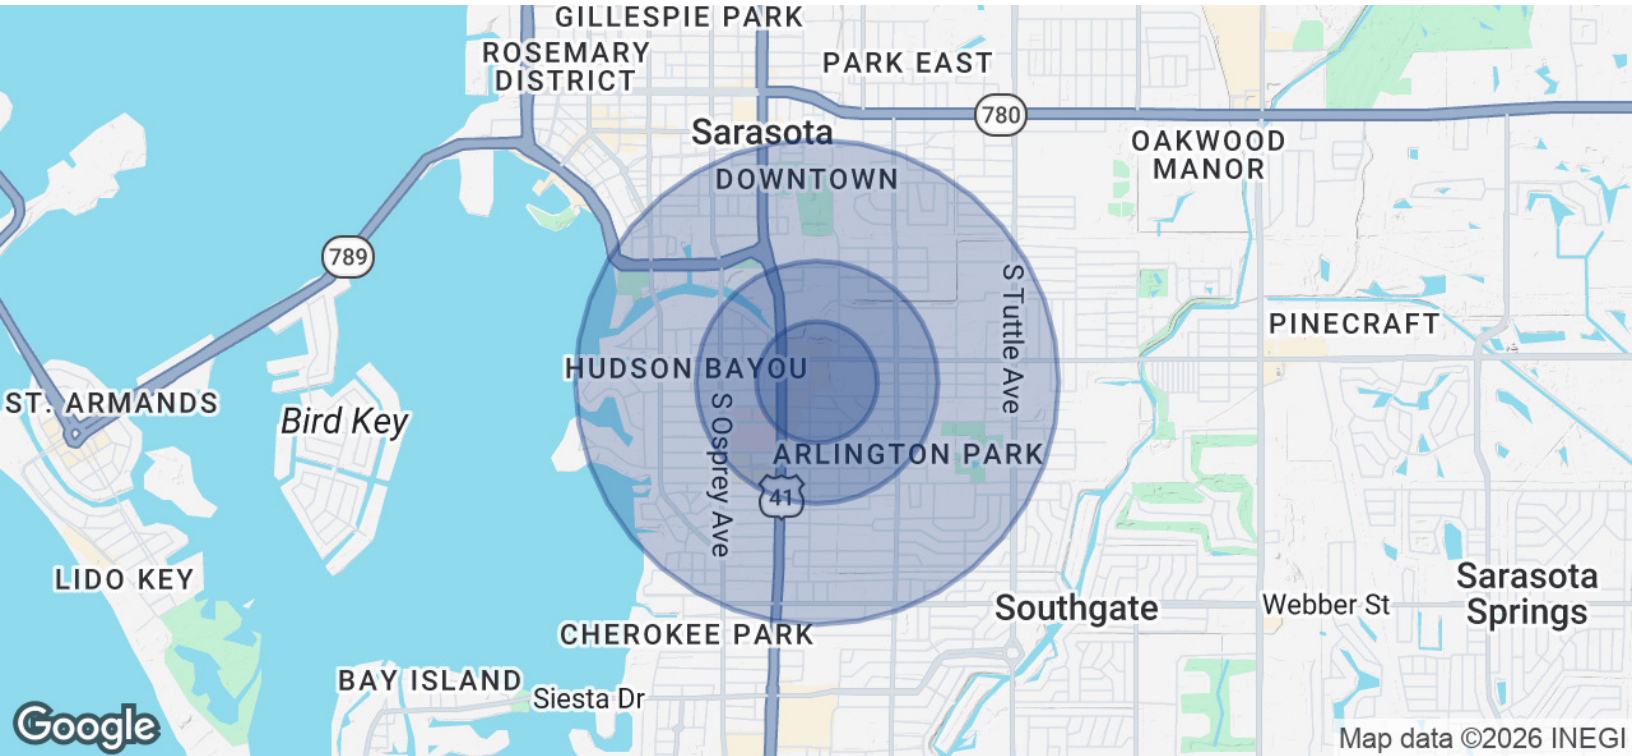 GILLESPIE PARK
ROSEMARY
DISTRICT
PARK EAST
780
Sarasota
OAKWOOD
MANOR
DOWNTOWN
789
S Tuttle Ave
PINECRAFT
HUDSON BAYOU
ST. ARMANDS
Bird Key
S Osprey Ave
ARLINGTON PARK
41
LIDO KEY
Sarasota
Springs
Southgate
Webber St
CHEROKEE PARK
BAY ISLAND
Siesta Dr
Google
Map data ©2026 INEGI